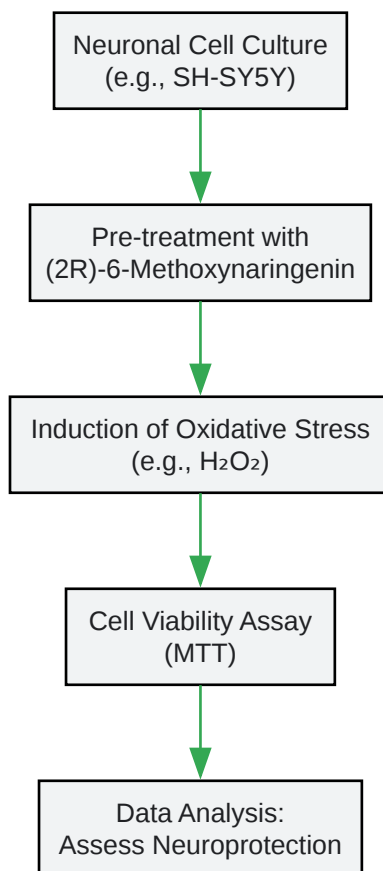 Neuronal Cell Culture
(e.g., SH-SY5Y)
Pre-treatment with
(2R)-6-Methoxynaringenin
Induction of Oxidative Stress
(e.g., H₂O₂)
Cell Viability Assay
(MTT)
Data Analysis:
Assess Neuroprotection